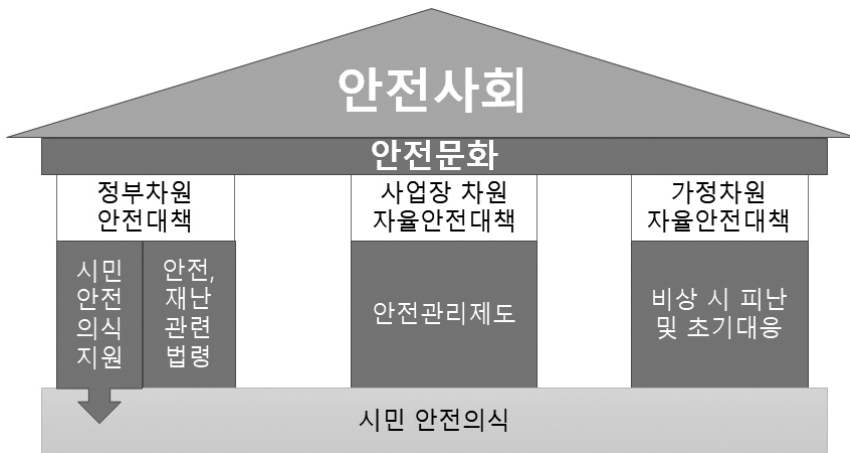 안전사회
안전문화
정부차원
안전대책
시민
안전
의식
지원
안전,
재난
관련
법령
사업장 차원
자율안전대책
안전관리제도
가정차원
자율안전대책
비상 시 피난
및 초기대응
시민 안전의식